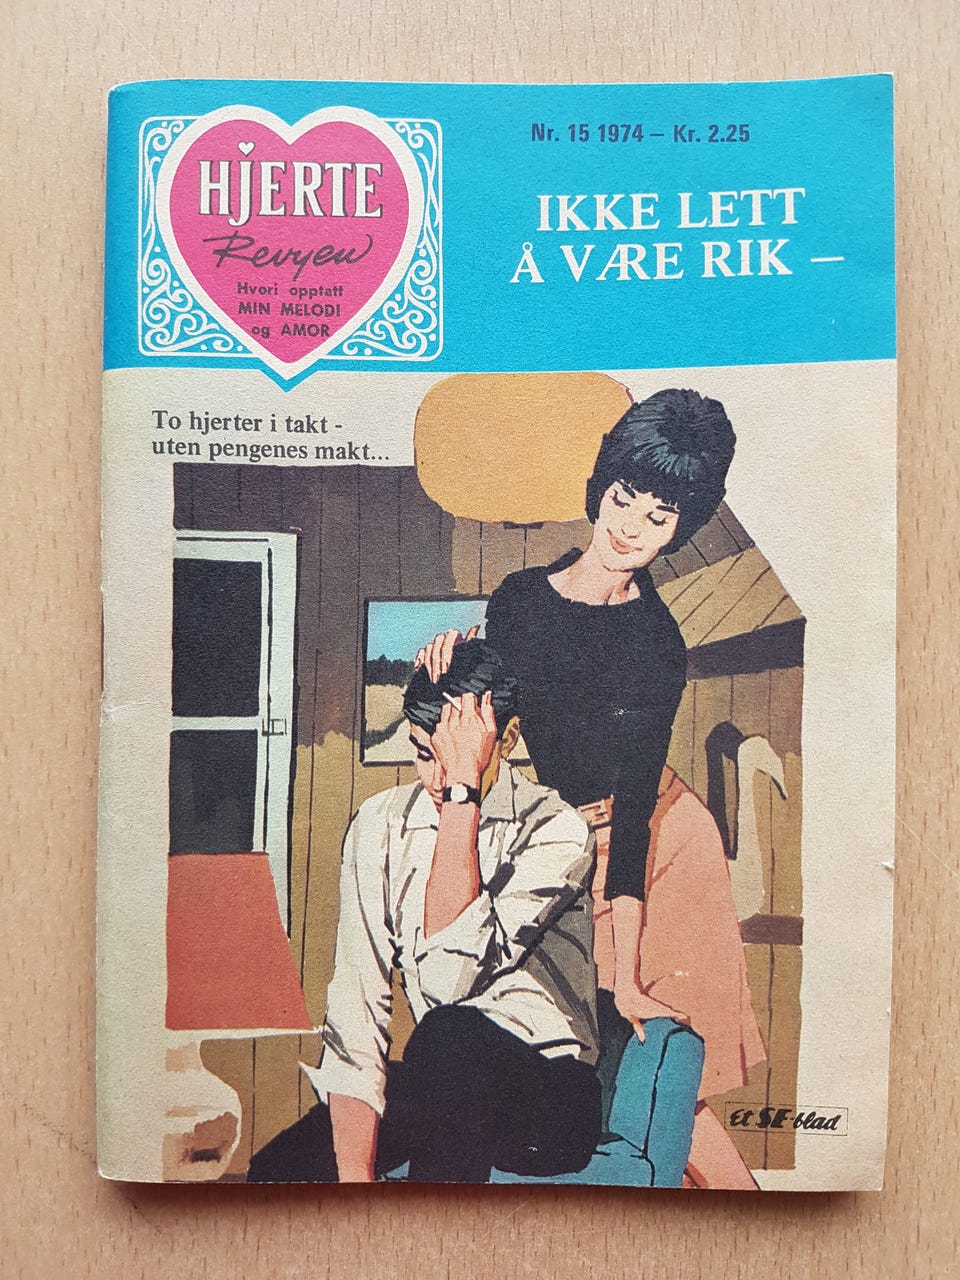 HJERTE
Revyen
Hvori opptatt
MIN MELODI
og AMOR
Nr. 15 1974 – Kr. 2.25
IKKE LETT
Å VÆRE RIK –
To hjerter i takt -
uten pengenes makt...
Et SE-blad